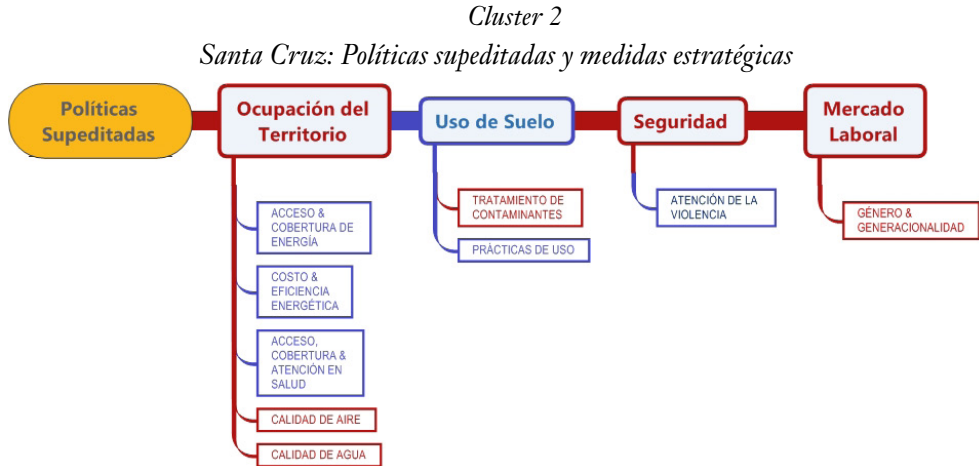 Cluster 2
Santa Cruz: Políticas supeditadas y medidas estratégicas
Políticas
Supeditadas
Ocupación del
Territorio
Uso de Suelo
Seguridad
Mercado
Laboral
ACCESO &
COBERTURA DE
ENERGÍA
COSTO &
EFICIENCIA
ENERGÉTICA
ACCESO,
COBERTURA &
ATENCIÓN EN
SALUD
CALIDAD DE AIRE
CALIDAD DE AGUA
TRATAMIENTO DE
CONTAMINANTES
PRÁCTICAS DE USO
ATENCIÓN DE LA
VIOLENCIA
GÉNERO &
GENERACIONALIDAD